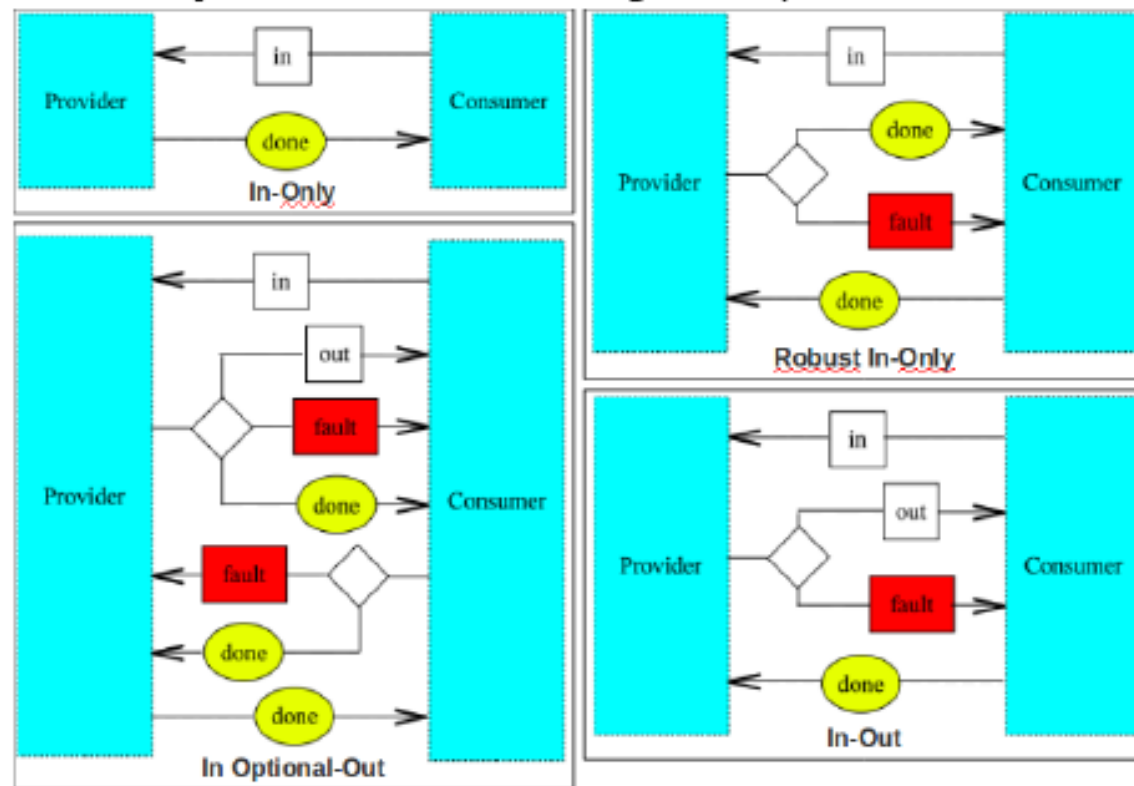 in
Provider
Consumer
done
In-Only
in
out
fault
Provider
done
Consumer
fault
done
done
In Optional-Out
in
done
Provider
Consumer
fault
done
Robust In-Only
in
out
Provider
Consumer
fault
done
In-Out